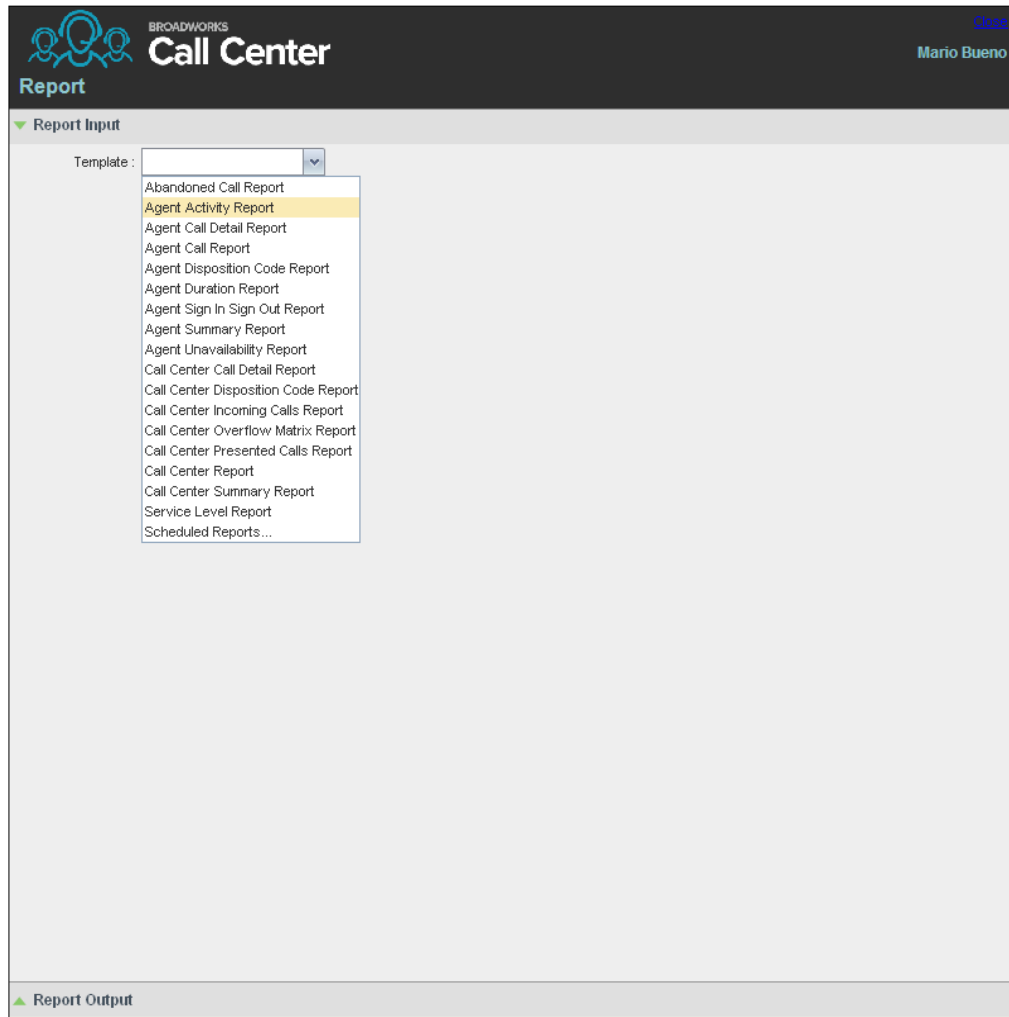 BROADWORKS
Call Center
Close
Mario Bueno
Report
Report Input
Template :
Abandoned Call Report
Agent Activity Report
Agent Call Detail Report
Agent Call Report
Agent Disposition Code Report
Agent Duration Report
Agent Sign In Sign Out Report
Agent Summary Report
Agent Unavailability Report
Call Center Call Detail Report
Call Center Disposition Code Report
Call Center Incoming Calls Report
Call Center Overflow Matrix Report
Call Center Presented Calls Report
Call Center Report
Call Center Summary Report
Service Level Report
Scheduled Reports...
Report Output